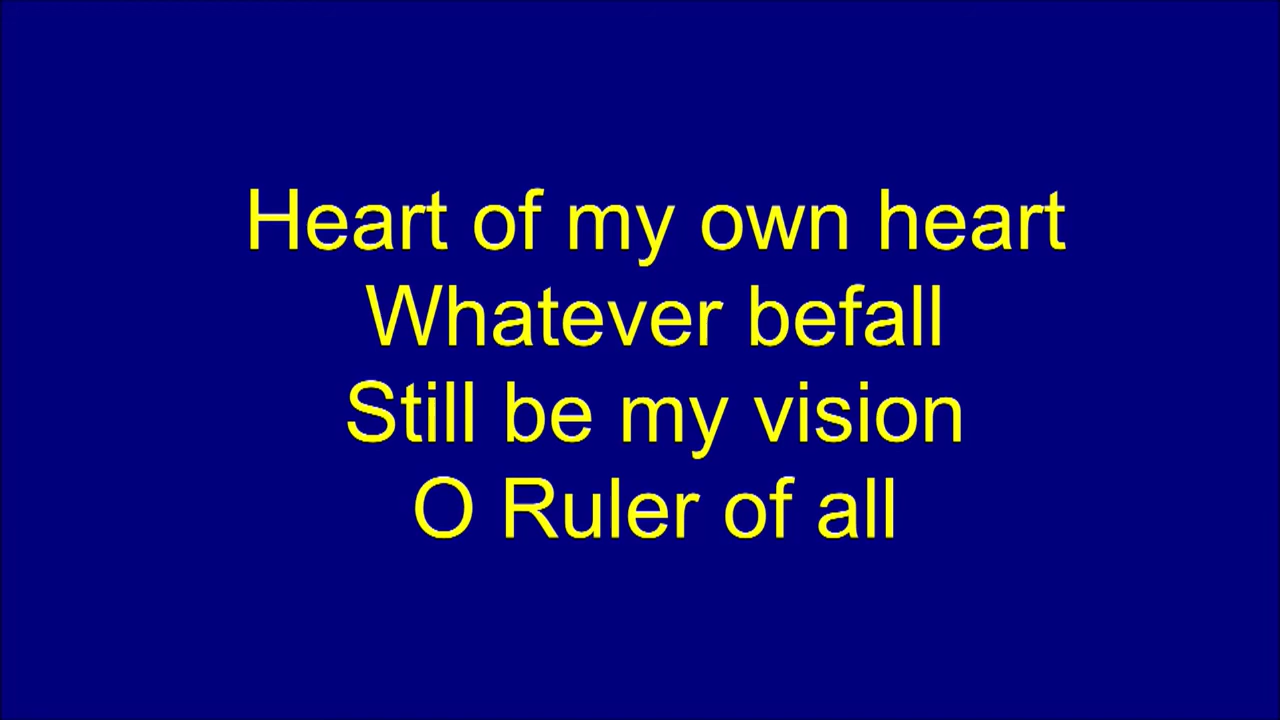 Heart of my own heart
Whatever befall
Still be my vision
O Ruler of all